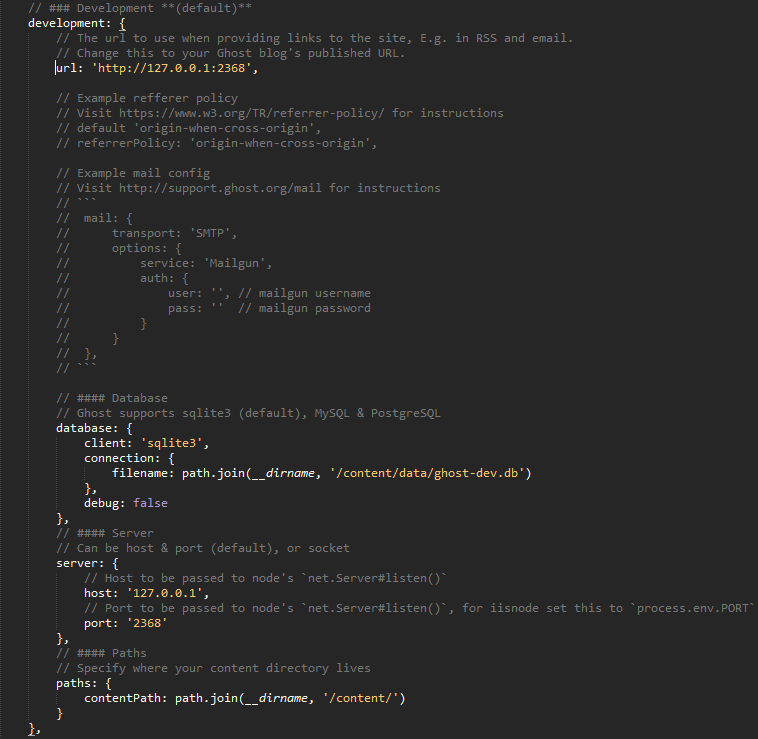 // ### Development **(default)**
development: {
    // The url to use when providing links to the site, E.g. in RSS and email.
    // Change this to your Ghost blog's published URL.
    url: 'http://127.0.0.1:2368',

    // Example refferer policy
    // Visit https://www.w3.org/TR/referrer-policy/ for instructions
    // default 'origin-when-cross-origin',
    // referrerPolicy: 'origin-when-cross-origin',

    // Example mail config
    // Visit http://support.ghost.org/mail for instructions
    // ```
    //  mail: {
    //      transport: 'SMTP',
    //      options: {
    //          service: 'Mailgun',
    //          auth: {
    //              user: '', // mailgun username
    //              pass: ''  // mailgun password
    //          }
    //      }
    //  },
    // ```

    // #### Database
    // Ghost supports sqlite3 (default), MySQL & PostgreSQL
    database: {
        client: 'sqlite3',
        connection: {
            filename: path.join(__dirname, '/content/data/ghost-dev.db')
        },
        debug: false
    },
    // #### Server
    // Can be host & port (default), or socket
    server: {
        // Host to be passed to node's `net.Server#listen()`
        host: '127.0.0.1',
        // Port to be passed to node's `net.Server#listen()`, for iisnode set this to `process.env.PORT`
        port: '2368'
    },
    // #### Paths
    // Specify where your content directory lives
    paths: {
        contentPath: path.join(__dirname, '/content/')
    }
},